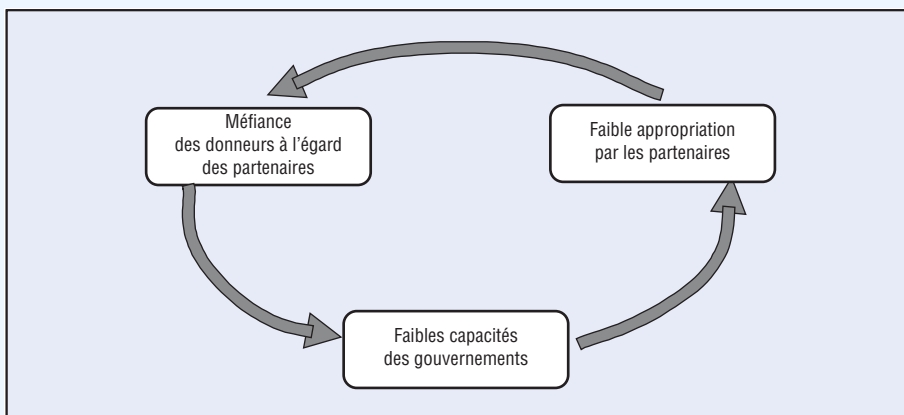 Méfiance
des donneurs à l’égard
des partenaires
Faible appropriation
par les partenaires
Faibles capacités
des gouvernements